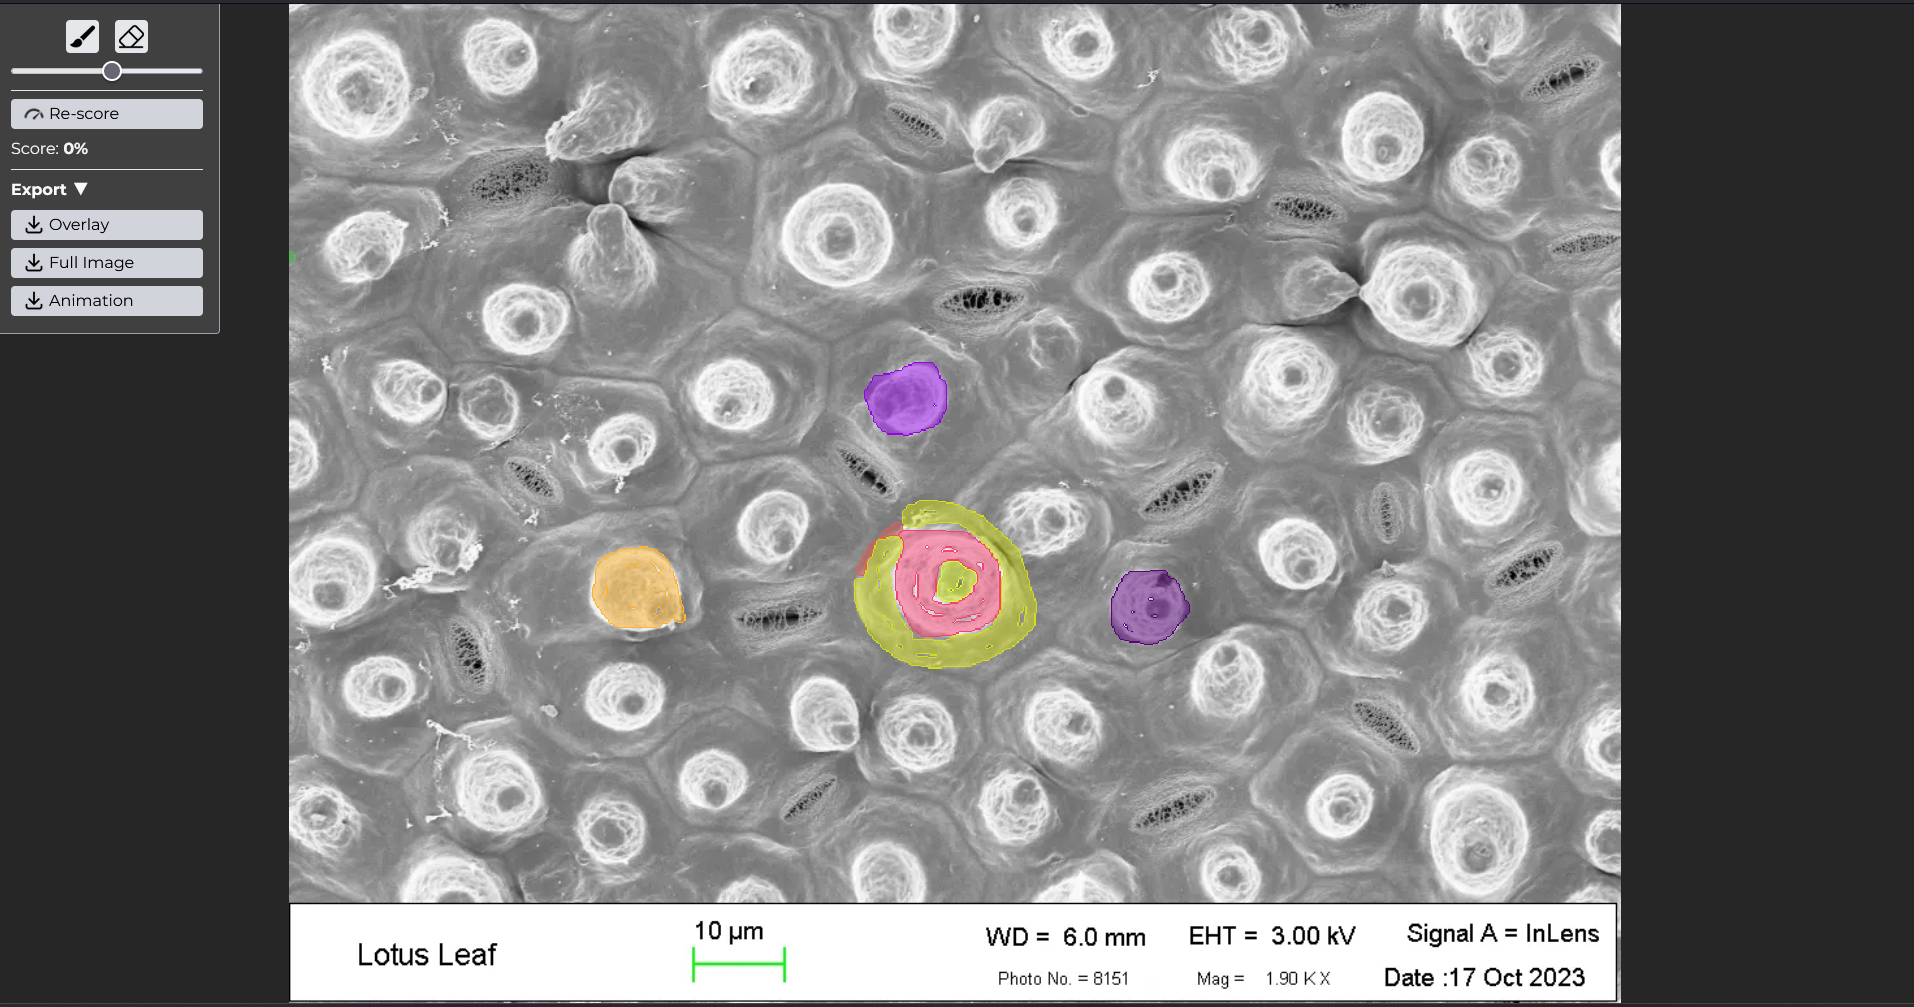 Re-score
Score: 0%
Export ▼
Overlay
Full Image
Animation
Lotus Leaf
10 µm
WD = 6.0 mm
Photo No. = 8151
EHT = 3.00 kV
Mag = 1.90 K X
Signal A = InLens
Date :17 Oct 2023